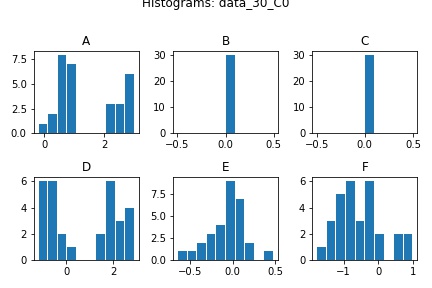 Histograms: data_30_C0
A B C
7.5 30 30
5.0 20 20
2.5 10 10
0.0 0 0
0 2 −0.5 0.0 0.5 −0.5 0.0 0.5
D E F
6 7.5 6
4 5.0 4
2 2.5 2
0 0.0 0
0 2 −0.5 0.0 0.5 −1 0 1